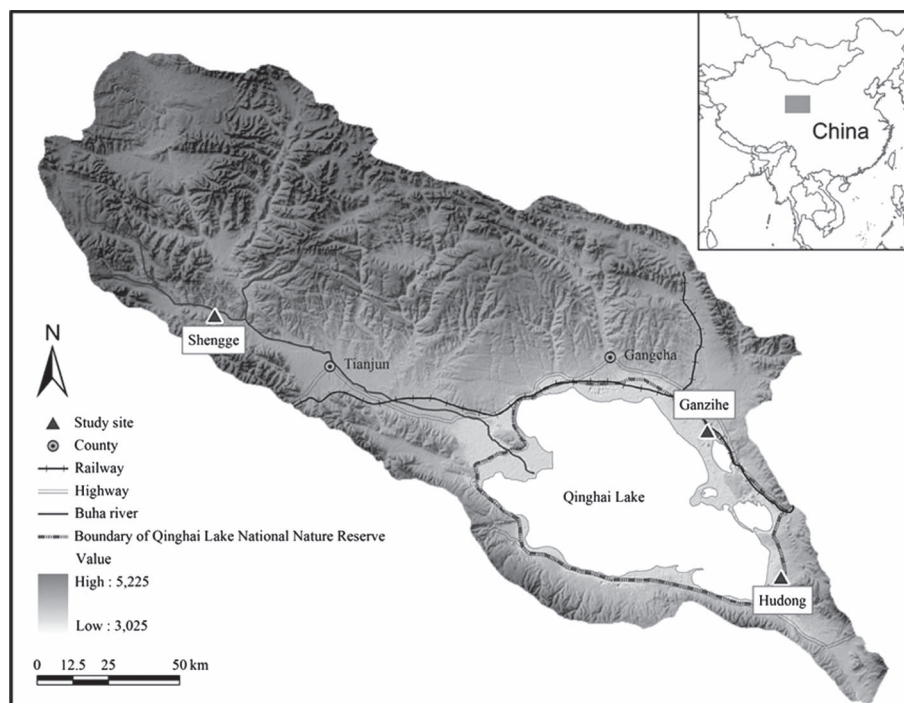 China
N
Shengge
Tianjun
Gangcha
Ganzihe
Qinghai Lake
Hudong
Study site
County
Railway
Highway
Buha river
Boundary of Qinghai Lake National Nature Reserve
Value
High : 5,225
Low : 3,025
0 12.5 25 50 km